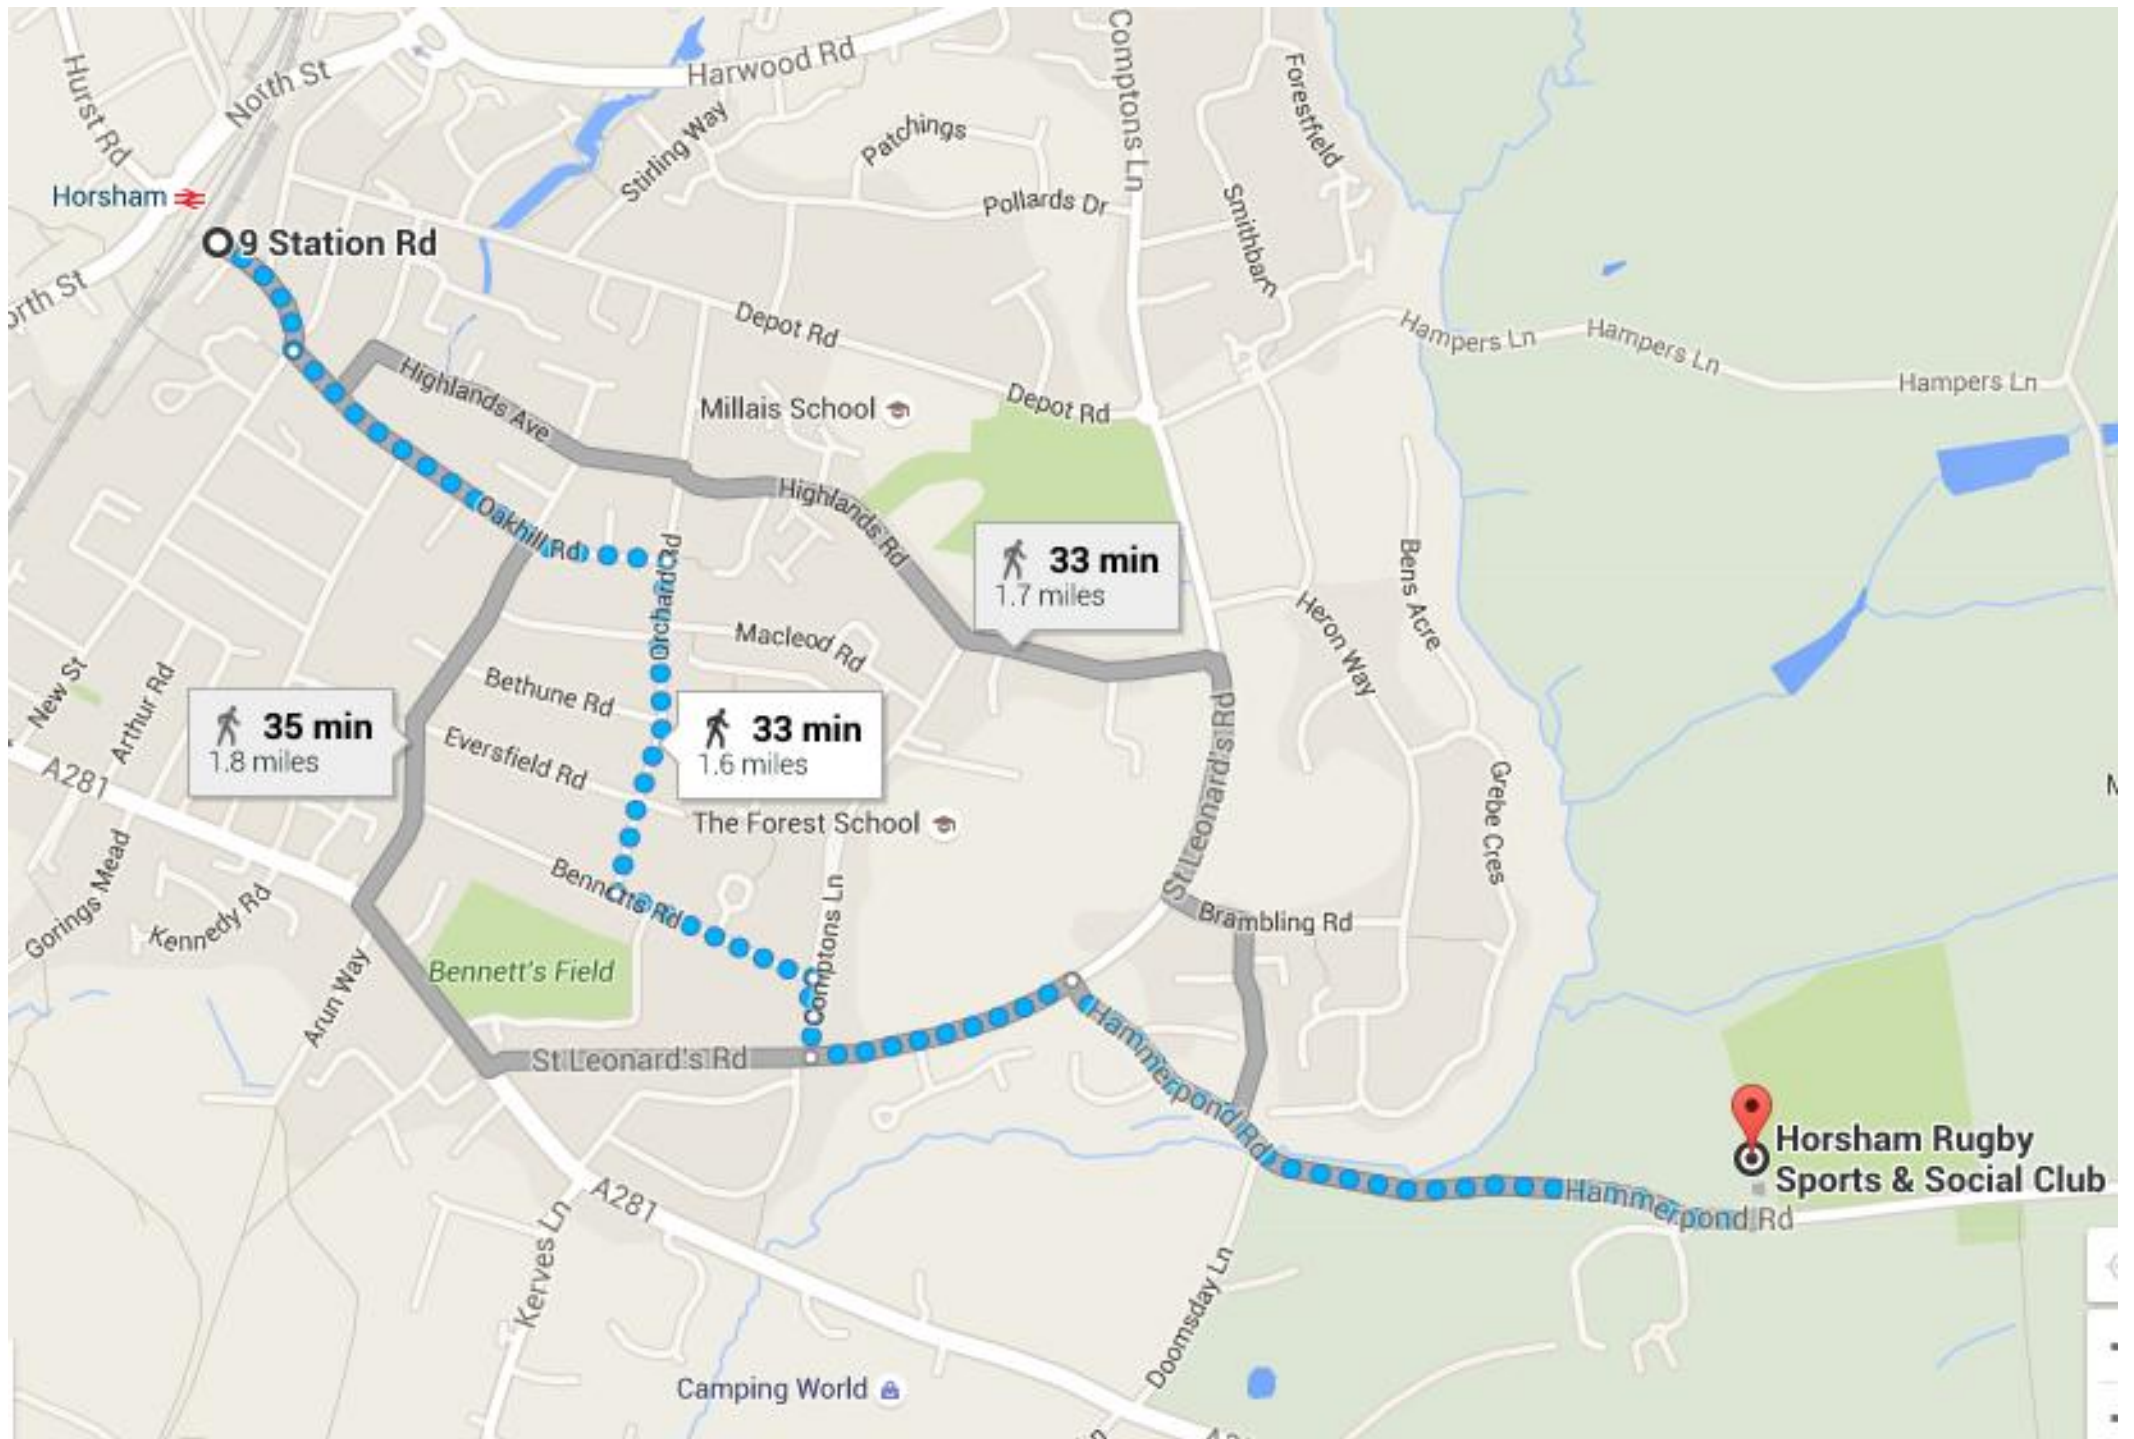 Harwood Rd
Comptons Ln
Hurst Rd
North St
Forestfield
Patchings
Stirling Way
Horsham
Pollards Dr
Smithbarn
9 Station Rd
orth St
Depot Rd
Hampers Ln
Hampers Ln
Hampers Ln
Highlands Ave
Millais School
Depot Rd
Highlands Rd
Oakhill Rd
33 min
1.7 miles
Orchard Rd
Bens Acre
Heron Way
Macleod Rd
New St
Arthur Rd
Bethune Rd
35 min
1.8 miles
33 min
1.6 miles
St Leonard's Rd
Eversfield Rd
A281
Grebe Cres
The Forest School
Gorings Mead
Kennedy Rd
Bennetts Rd
Comptons Ln
Brambling Rd
Arun Way
Bennett's Field
St Leonard's Rd
Hammerpond Rd
Horsham Rugby
Sports & Social Club
Hammerpond Rd
A281
Kerves Ln
Doomsday Ln
Camping World